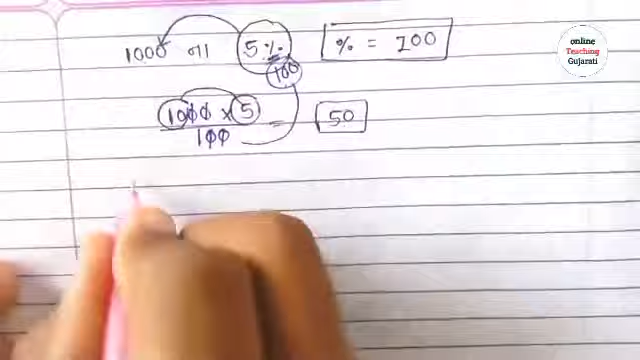 1000 ના 5% % = 100
100
1000 × 5
100
= 50
online
Teaching
Gujarati